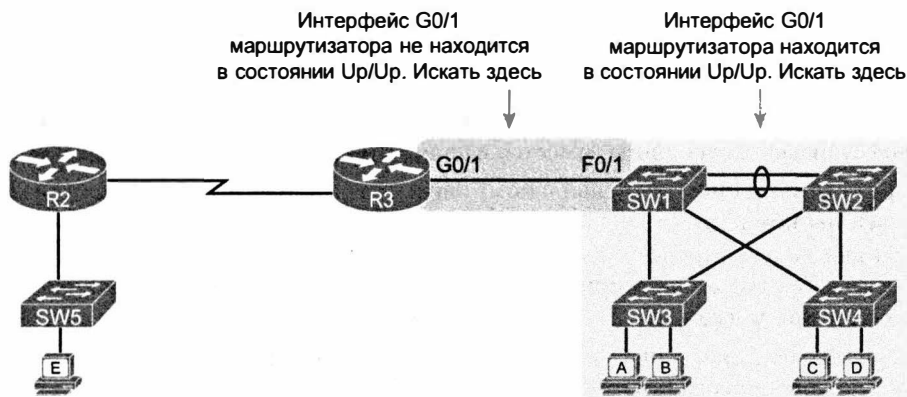 Интерфейс G0/1
маршрутизатора не находится
в состоянии Up/Up. Искать здесь
Интерфейс G0/1
маршрутизатора находится
в состоянии Up/Up. Искать здесь
R2
R3
G0/1
F0/1
SW1
SW2
SW5
SW3
SW4
E
A
B
C
D